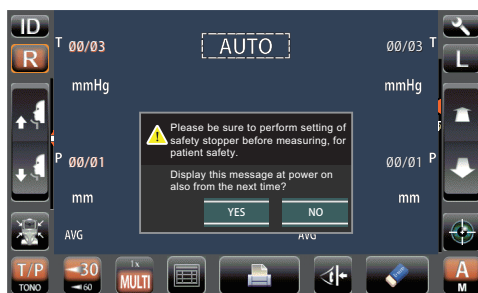 ID
T 00/03
AUTO
00/03 T
R
L
mmHg
mmHg
Please be sure to perform setting of
safety stopper before measuring, for
patient safety.
P 00/01
00/01 P
Display this message at power on
also from the next time?
mm
mm
YES
NO
AVG
AVG
T/P
TONO
30
60
1x
MULTI
A
M